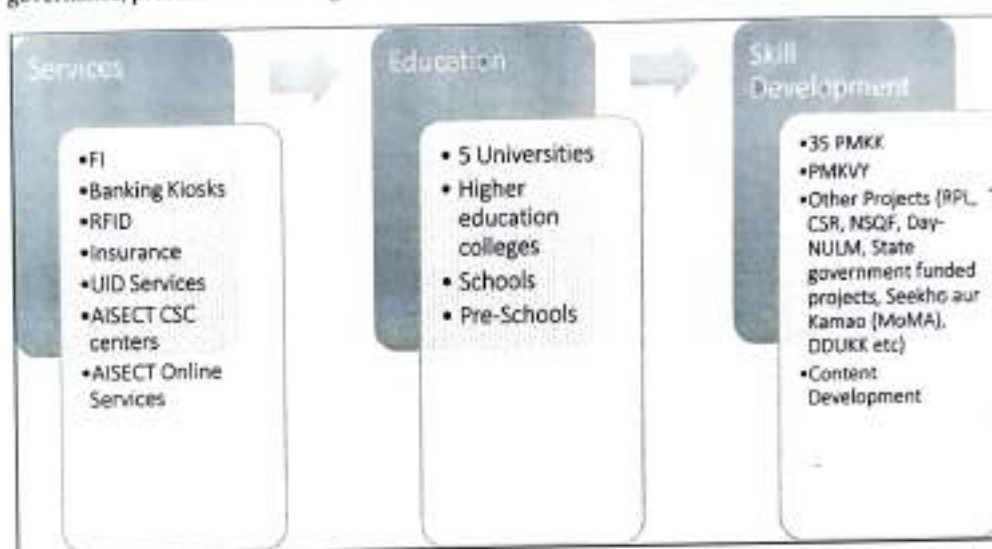 Services
•FI
•Banking Kiosks
•RFID
•Insurance
•UID Services
•AISECT CSC
centers
•AISECT Online
Services
Education
• 5 Universities
• Higher
education
colleges
• Schools
• Pre-Schools
Skill
Development
•35 PMKK
•PMKVY
•Other Projects (RPL,
CSR, NSQF, Day-
NULM, State
government funded
projects, Seekho aur
Kamao (MoMA),
DDUKK etc)
•Content
Development